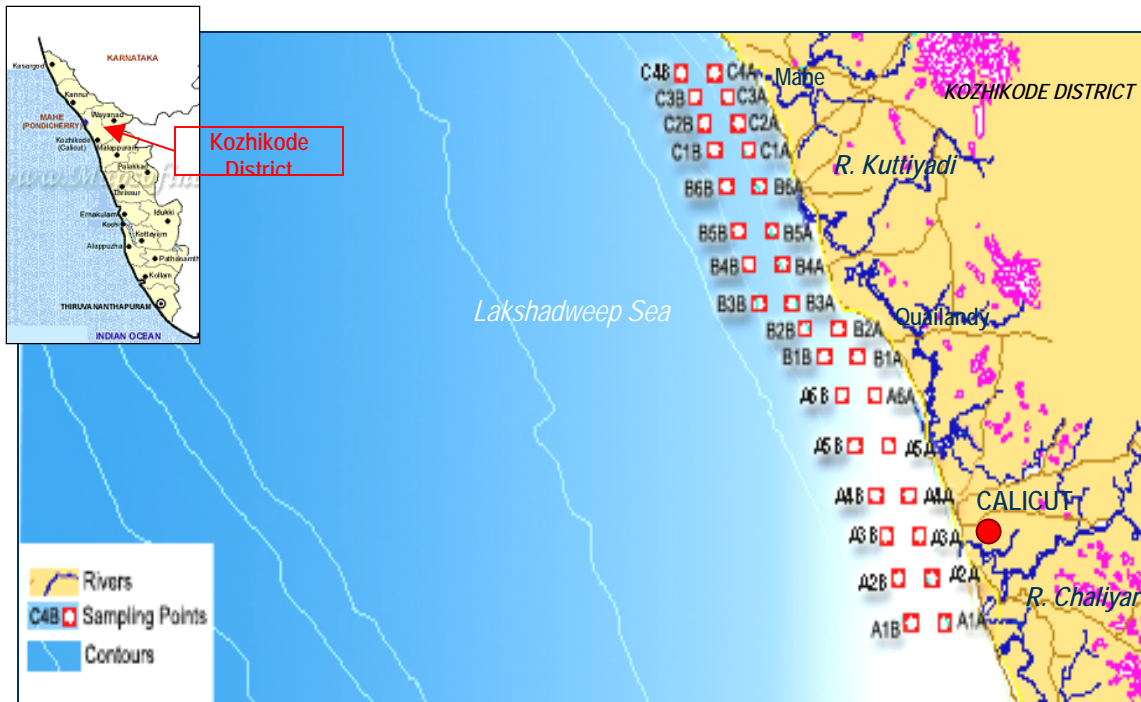 KARNATAKA
Kasargod
Kannur
Wayanad
MAHE
(PONDICHERRY)
Kozhikode
(Calicut)
Malappuram
Palakkad
Thrissur
Ernakulam
Idukki
Kochi
Kottayam
Alappuzha
Pathanamth
Kollam
THIRUVANANTHAPURAM
INDIAN OCEAN
Kozhikode
District
C4B C4A
Mahe
KOZHIKODE DISTRICT
C3B C3A
C2B C2A
C1B C1A
R. Kuttiyadi
B6B B6A
B5B B5A
B4B B4A
B3B B3A
Lakshadweep Sea
Quailandy
B2B B2A
B1B B1A
A6B A6A
A5B A5A
A4B A4A
CALICUT
A3B A3A
A2B A2A
R. Chaliyar
A1B A1A
Rivers
C4B Sampling Points
Contours